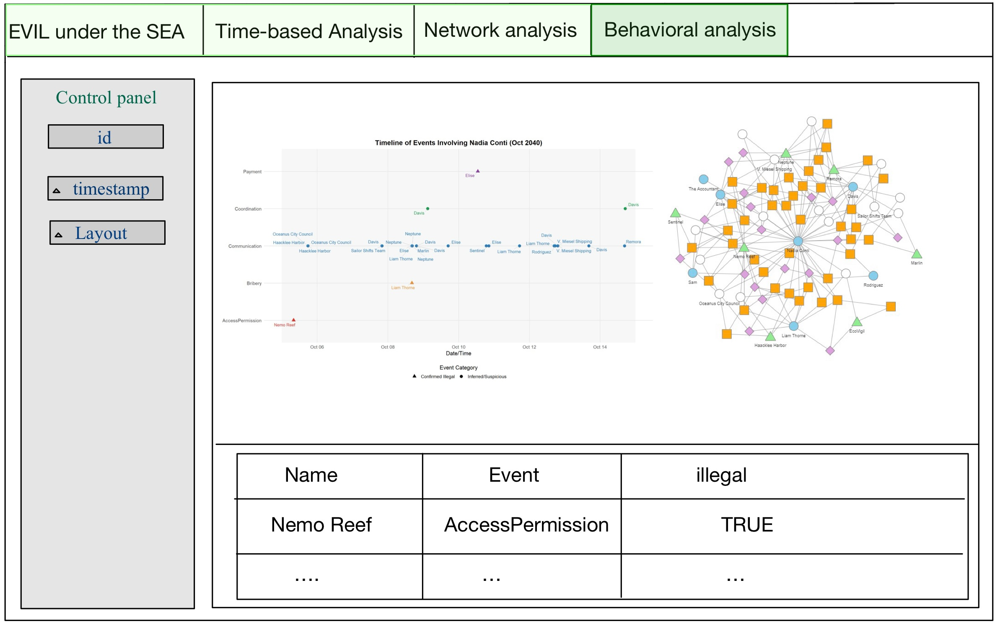 EVIL under the SEA
Time-based Analysis
Network analysis
Behavioral analysis
Control panel
id
timestamp
Layout
Timeline of Events Involving Nadia Conti (Oct 2040)
Payment
Elise
Coordination
Davis
Davis
Communication
Oceanus City Council
Haacklee Harbor
Oceanus City Council
Haacklee Harbor
Davis
Sailor Shifts Team
Neptune
Neptune
Elise
Liam Thorne
Davis
Marlin
Davis
Neptune
Elise
Sentinel
Elise
Liam Thorne
Davis
Liam Thorne
Rodriguez
V. Miesel Shipping
V. Miesel Shipping
Davis
Remora
Bribery
Liam Thorne
AccessPermission
Nemo Reef
Oct 06
Oct 08
Oct 10
Oct 12
Oct 14
Date/Time
Event Category
Confirmed Illegal
Inferred/Suspicious
Neptune
V. Miesel Shipping
Remora
The Accountant
Davis
Elise
Sailor Shifts Team
Sentinel
Nadia Conti
Nemo Reef
Marlin
Sam
Rodriguez
Oceanus City Council
EcoVigil
Liam Thorne
Haacklee Harbor
Name
Event
illegal
Nemo Reef
AccessPermission
TRUE
....
...
...